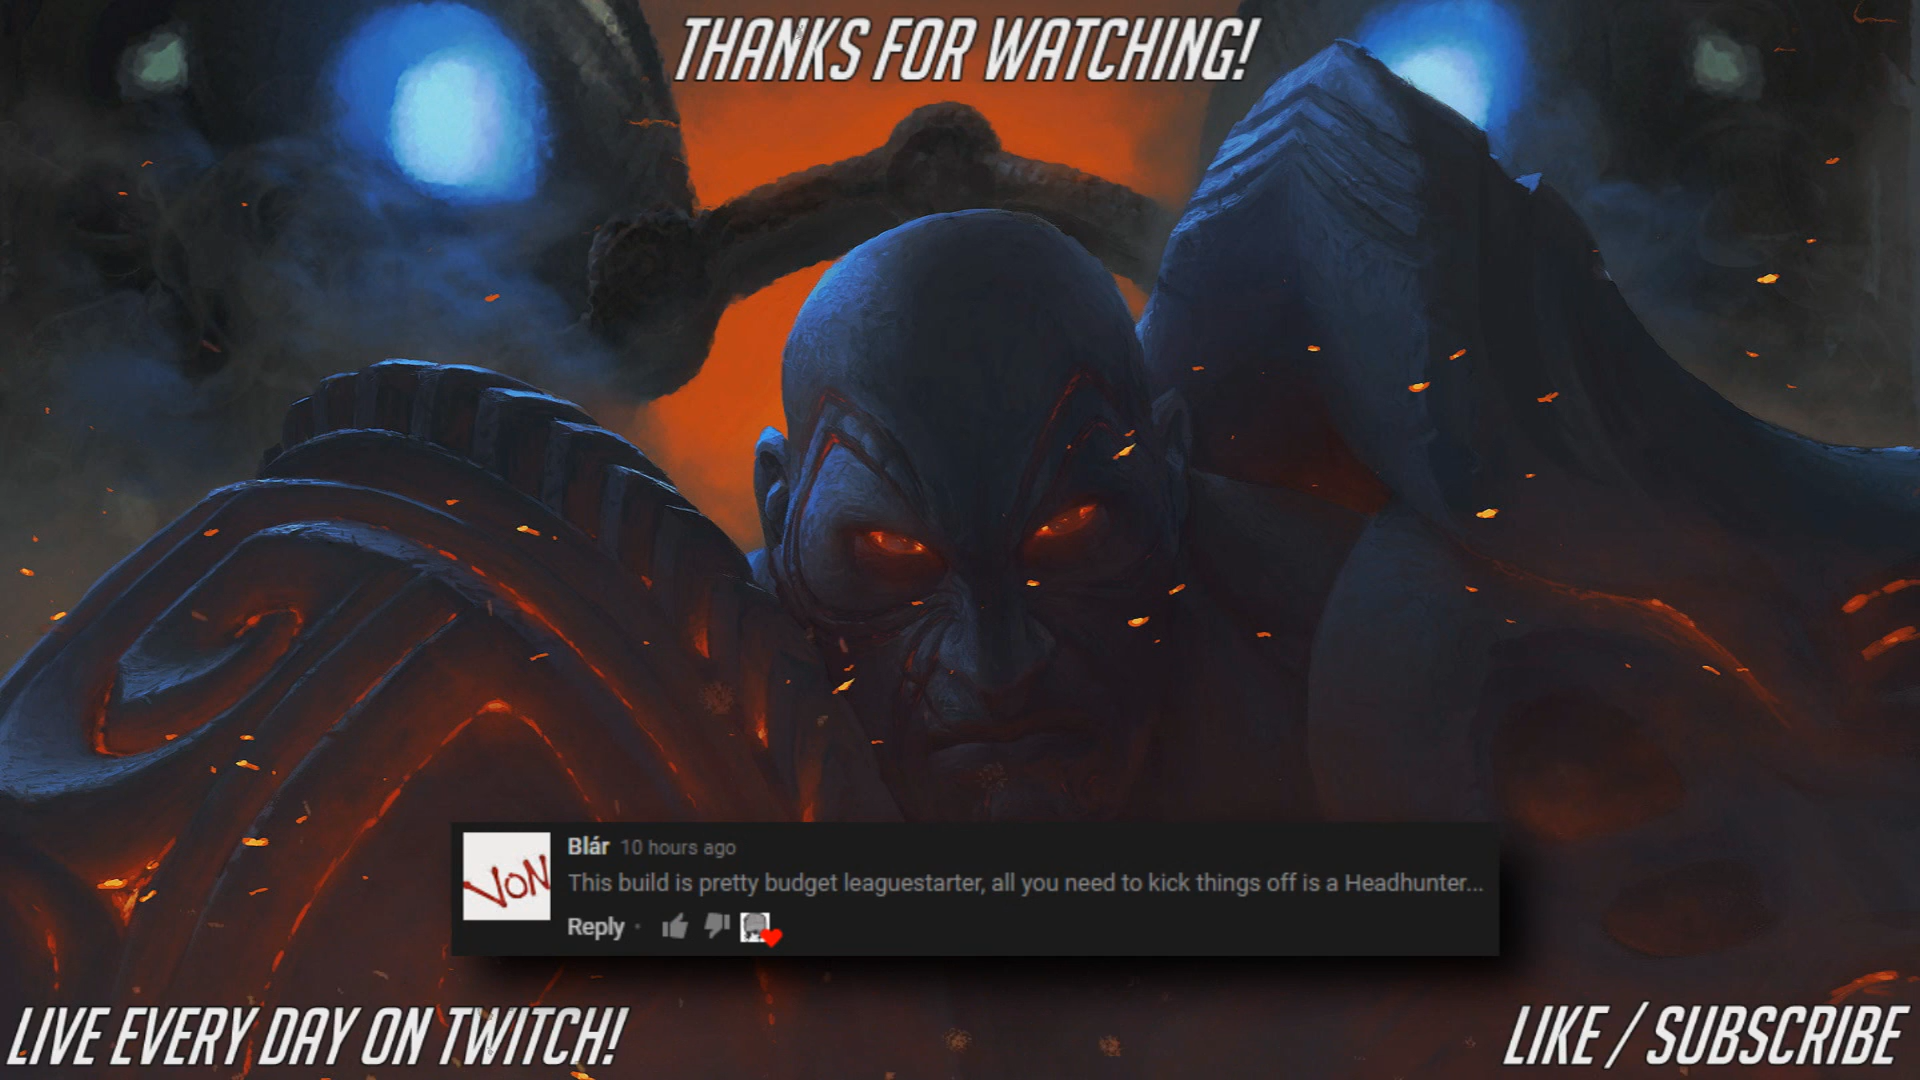 THANKS FOR WATCHING!
VON
Blár 10 hours ago
This build is pretty budget leaguestarter, all you need to kick things off is a Headhunter...
Reply
LIVE EVERY DAY ON TWITCH!
LIKE / SUBSCRIBE